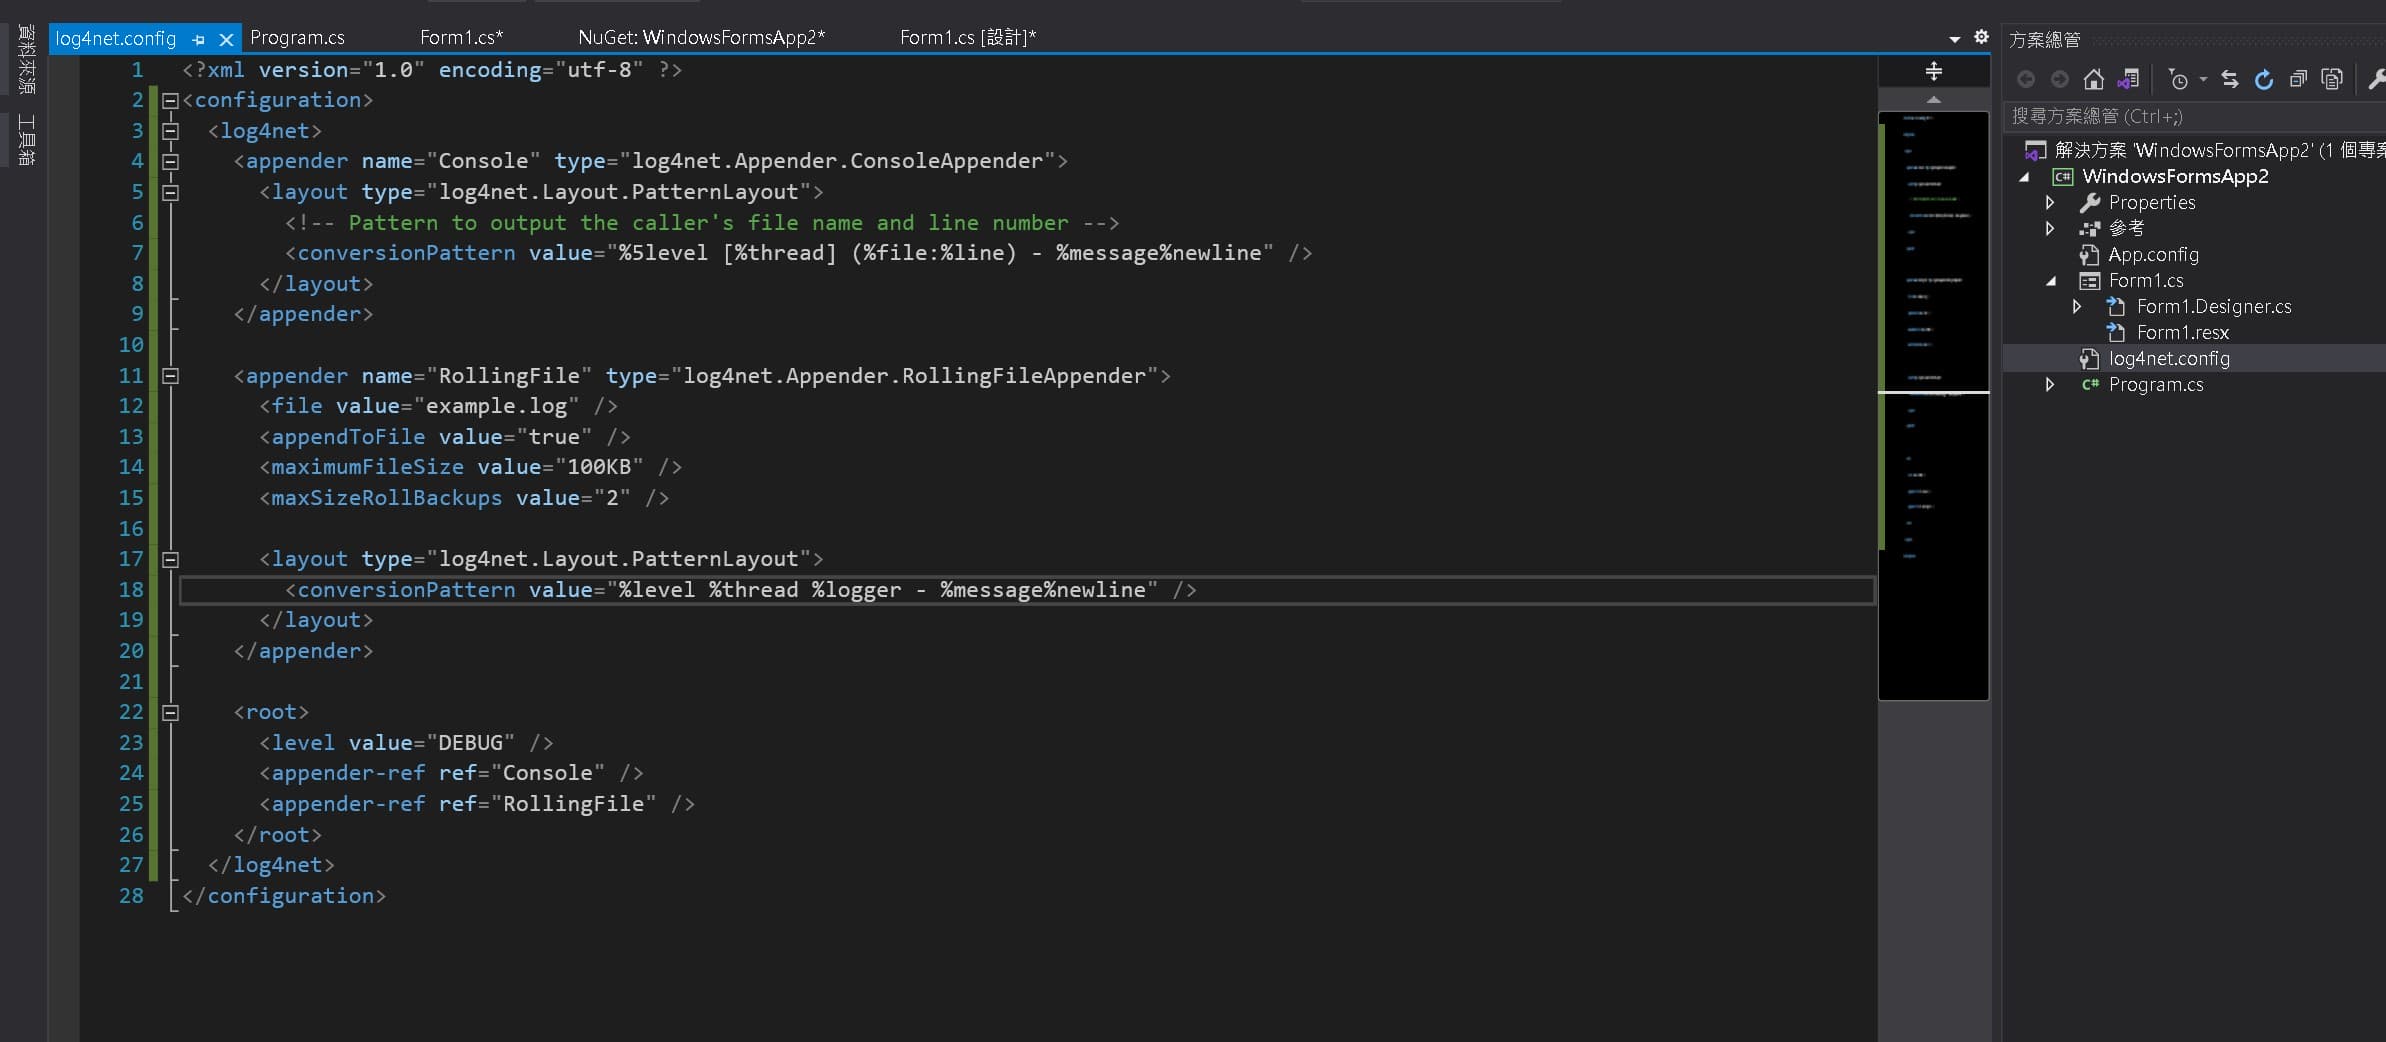 資料來源
工具箱
log4net.config
Program.cs
Form1.cs*
NuGet: WindowsFormsApp2*
Form1.cs [設計]*
1 <?xml version="1.0" encoding="utf-8" ?>
2 <configuration>
3 <log4net>
4 <appender name="Console" type="log4net.Appender.ConsoleAppender">
5 <layout type="log4net.Layout.PatternLayout">
6 <!-- Pattern to output the caller's file name and line number -->
7 <conversionPattern value="%5level [%thread] (%file:%line) - %message%newline" />
8 </layout>
9 </appender>
10
11 <appender name="RollingFile" type="log4net.Appender.RollingFileAppender">
12 <file value="example.log" />
13 <appendToFile value="true" />
14 <maximumFileSize value="100KB" />
15 <maxSizeRollBackups value="2" />
16
17 <layout type="log4net.Layout.PatternLayout">
18 <conversionPattern value="%level %thread %logger - %message%newline" />
19 </layout>
20 </appender>
21
22 <root>
23 <level value="DEBUG" />
24 <appender-ref ref="Console" />
25 <appender-ref ref="RollingFile" />
26 </root>
27 </log4net>
28 </configuration>
方案總管
搜尋方案總管 (Ctrl+;)
解決方案 'WindowsFormsApp2' (1 個專案
WindowsFormsApp2
Properties
參考
App.config
Form1.cs
Form1.Designer.cs
Form1.resx
log4net.config
C# Program.cs